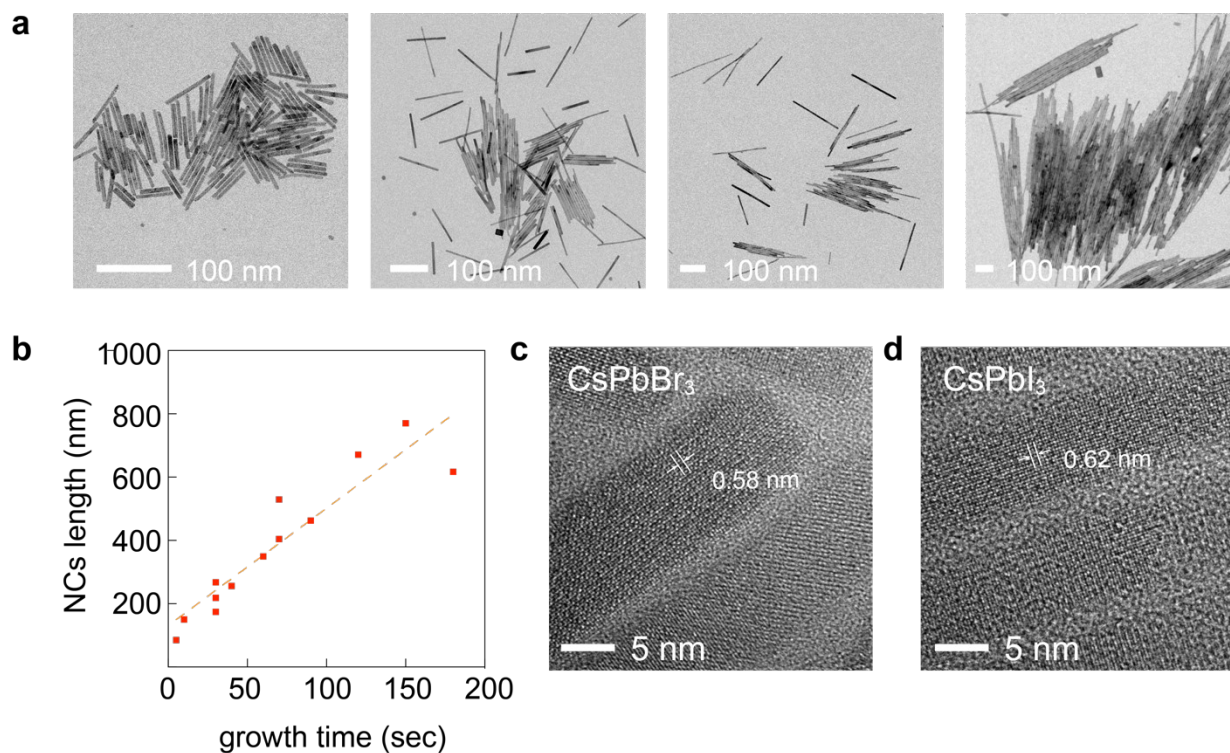 a
100 nm
100 nm
100 nm
100 nm
b
1000
800
600
400
200
0
50
100
150
200
NCs length (nm)
growth time (sec)
c
CsPbBr₃
0.58 nm
5 nm
d
CsPbI₃
0.62 nm
5 nm